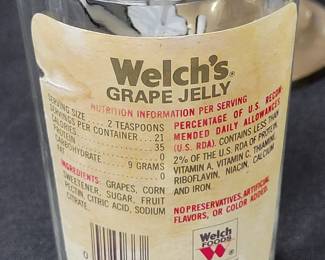 Welch's®
GRAPE JELLY
NUTRITION INFORMATION PER SERVING
SERVING SIZE 2 TEASPOONS
SERVINGS PER CONTAINER . . . 21
CALORIES 35
PROTEIN 0
CARBOHYDRATE 9 GRAMS
FAT 0
INGREDIENTS: GRAPES, CORN
SWEETENER, SUGAR, FRUIT
PECTIN, CITRIC ACID, SODIUM
CITRATE
PERCENTAGE OF U.S. RECOM-
MENDED DAILY ALLOWANCES
(U.S. RDA). CONTAINS LESS THAN
2% OF THE U.S. RDA OF PROTEIN,
VITAMIN A, VITAMIN C, THIAMINE,
RIBOFLAVIN, NIACIN, CALCIUM,
AND IRON.
NO PRESERVATIVES, ARTIFICIAL
FLAVORS, OR COLOR ADDED.
Welch
FOODS
W
0